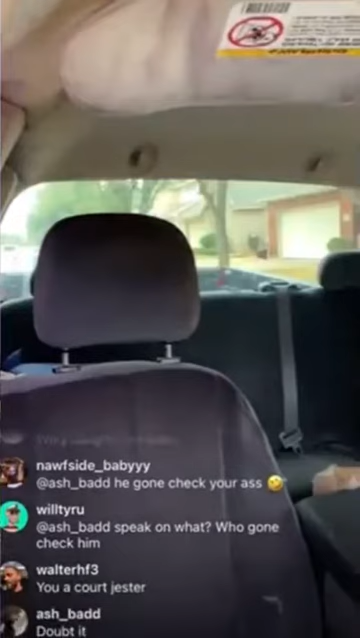 nawfside_babyyy
@ash_badd he gone check your ass 🤣
willtyru
@ash_badd speak on what? Who gone
check him
walterhf3
You a court jester
ash_badd
Doubt it